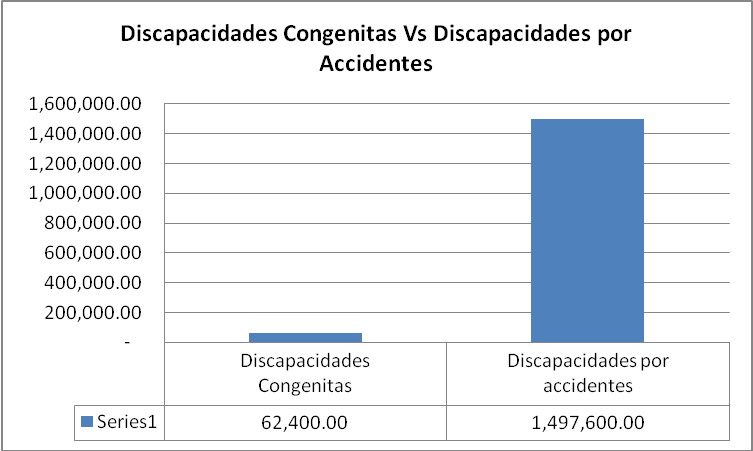 Discapacidades Congenitas Vs Discapacidades por
Accidentes
1,600,000.00
1,400,000.00
1,200,000.00
1,000,000.00
800,000.00
600,000.00
400,000.00
200,000.00
-
Discapacidades
Congenitas
Discapacidades por
accidentes
Series1
62,400.00
1,497,600.00